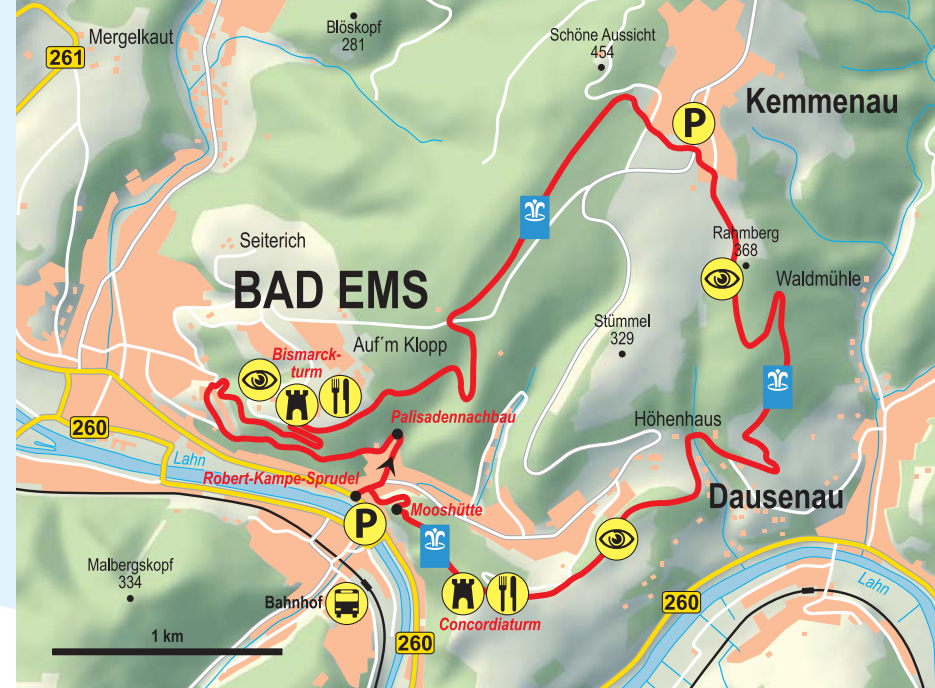 Mergelkaut
261
Blöskopf
281
Schöne Aussicht
454
Kemmenau
P
Seiterich
BAD EMS
Rahmberg
368
Waldmühle
Stümmel
329
Auf´m Klopp
Bismarck-
turm
Palisadennachbau
Höhenhaus
260
Lahn
Robert-Kampe-Sprudel
Mooshütte
Dausenau
P
Malbergskopf
334
Bahnhof
Concordiaturm
260
260
Lahn
1 km